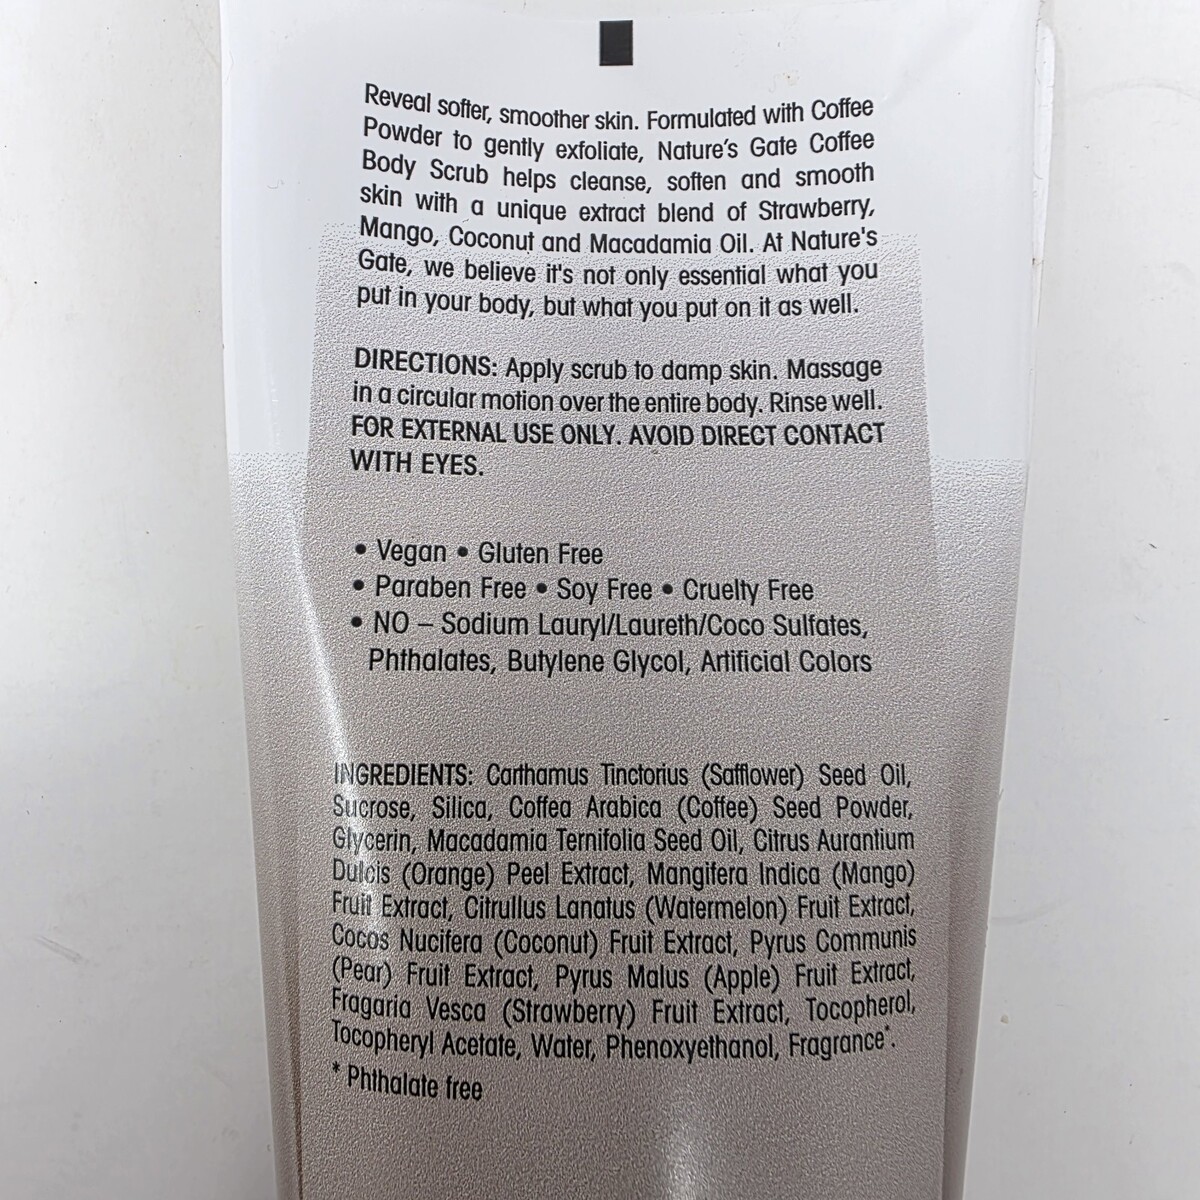 Reveal softer, smoother skin. Formulated with Coffee
Powder to gently exfoliate, Nature's Gate Coffee
Body Scrub helps cleanse, soften and smooth
skin with a unique extract blend of Strawberry,
Mango, Coconut and Macadamia Oil. At Nature's
Gate, we believe it's not only essential what you
put in your body, but what you put on it as well.
DIRECTIONS: Apply scrub to damp skin. Massage
in a circular motion over the entire body. Rinse well.
FOR EXTERNAL USE ONLY. AVOID DIRECT CONTACT
WITH EYES.
• Vegan • Gluten Free
• Paraben Free • Soy Free • Cruelty Free
• NO – Sodium Lauryl/Laureth/Coco Sulfates,
Phthalates, Butylene Glycol, Artificial Colors
INGREDIENTS: Carthamus Tinctorius (Safflower) Seed Oil,
Sucrose, Silica, Coffea Arabica (Coffee) Seed Powder,
Glycerin, Macadamia Ternifolia Seed Oil, Citrus Aurantium
Dulcis (Orange) Peel Extract, Mangifera Indica (Mango)
Fruit Extract, Citrullus Lanatus (Watermelon) Fruit Extract,
Cocos Nucifera (Coconut) Fruit Extract, Pyrus Communis
(Pear) Fruit Extract, Pyrus Malus (Apple) Fruit Extract,
Fragaria Vesca (Strawberry) Fruit Extract, Tocopherol,
Tocopheryl Acetate, Water, Phenoxyethanol, Fragrance*.
* Phthalate free